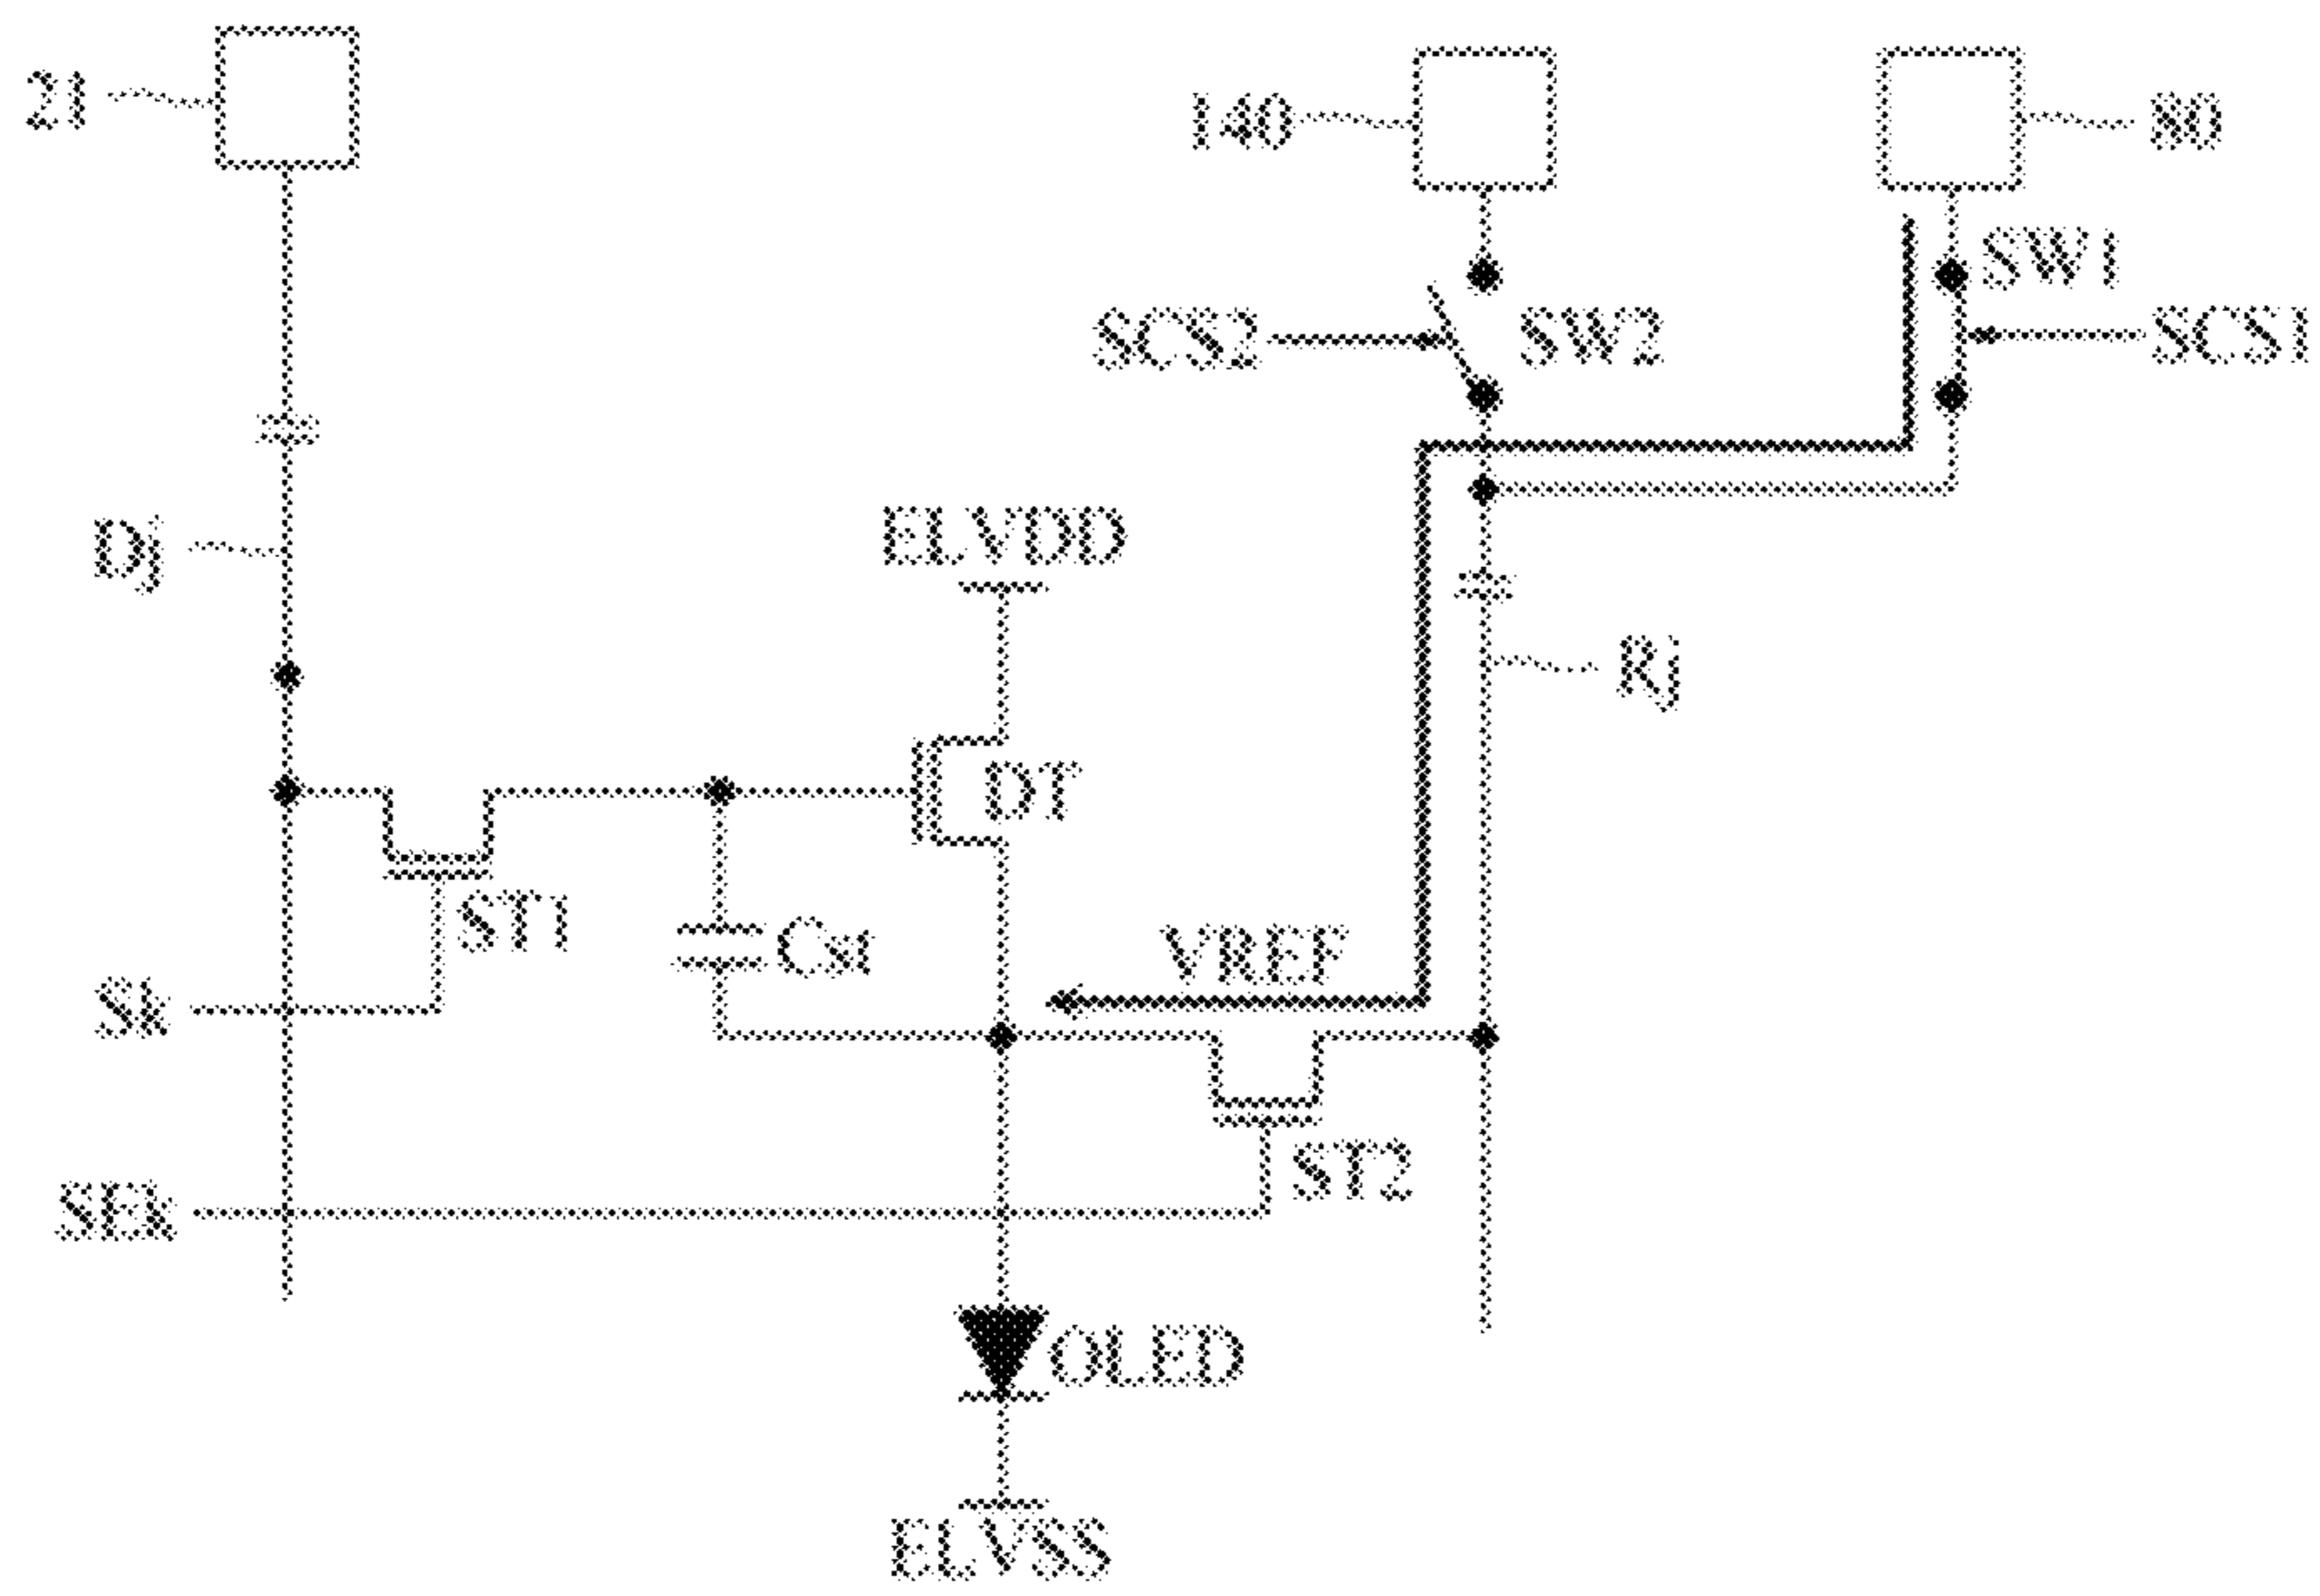 21
140
80
SW1
SCS2
SW2
SCS1
Dj
ELVDD
Rj
DT
ST1
Cst
VREF
Sk
ST2
SEk
OLED
ELVSS